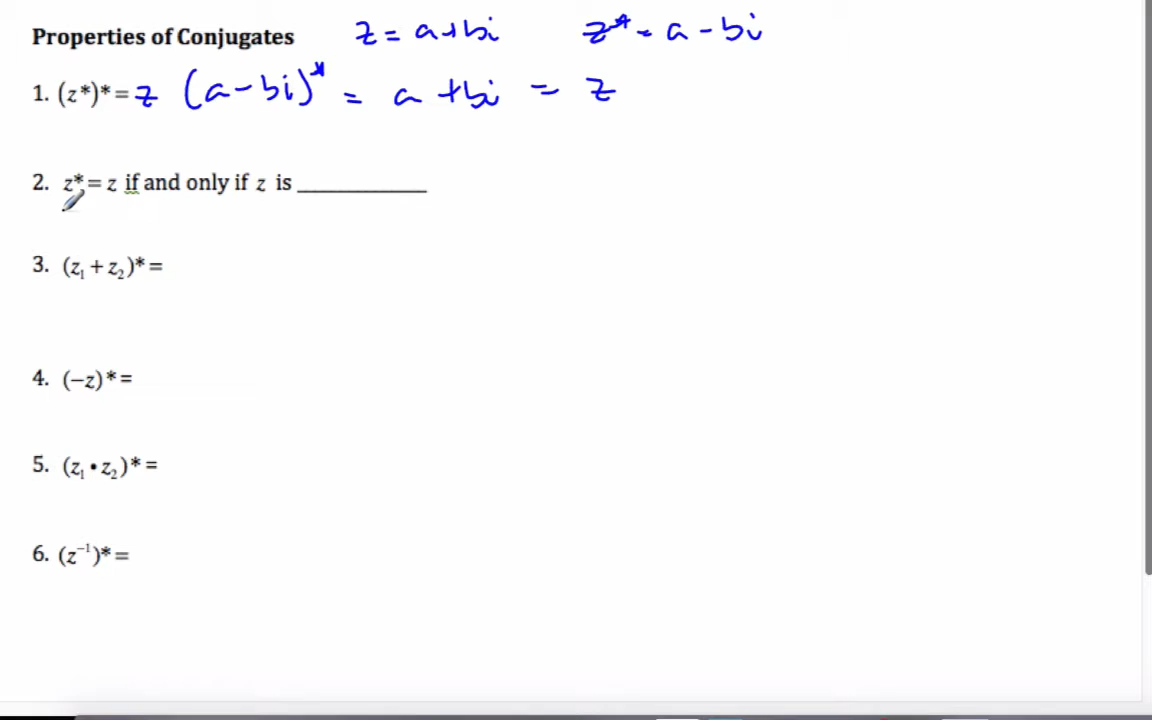 Properties of Conjugates z = a+bi z* = a-bi
1. (z*)* = z (a-bi)* = a +bi = z
2. z* = z if and only if z is ___________
3. (z₁ + z₂)* =
4. (−z)* =
5. (z₁ • z₂)* =
6. (z⁻¹)* =